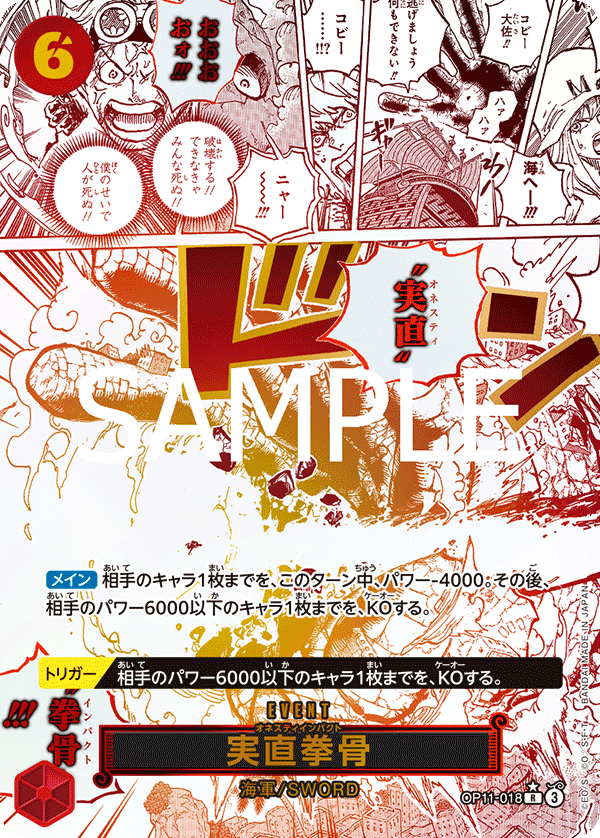 6
コビー
大佐!!
逃げましょう
何もできない!!
コビー
……!!?
おおお
おォ!!!
ハァ
ハァ
海へー!!!
ニャー
〜〜!!!
破壊する!!
できなきゃ
みんな死ぬ!!
僕のせいで
人が死ぬ!!
ドン
"実直"
オネスティ
SAMPLE
メイン 相手のキャラ1枚までを、このターン中、パワー-4000。その後、
相手のパワー6000以下のキャラ1枚までを、KOする。
トリガー 相手のパワー6000以下のキャラ1枚までを、KOする。
拳骨
インパクト
!!!
EVENT
オネスティインパクト
実直拳骨
海軍/SWORD
OP11-018 R 3
©E.O./S. ©O., S./F.T., BANDAI MADE IN JAPAN